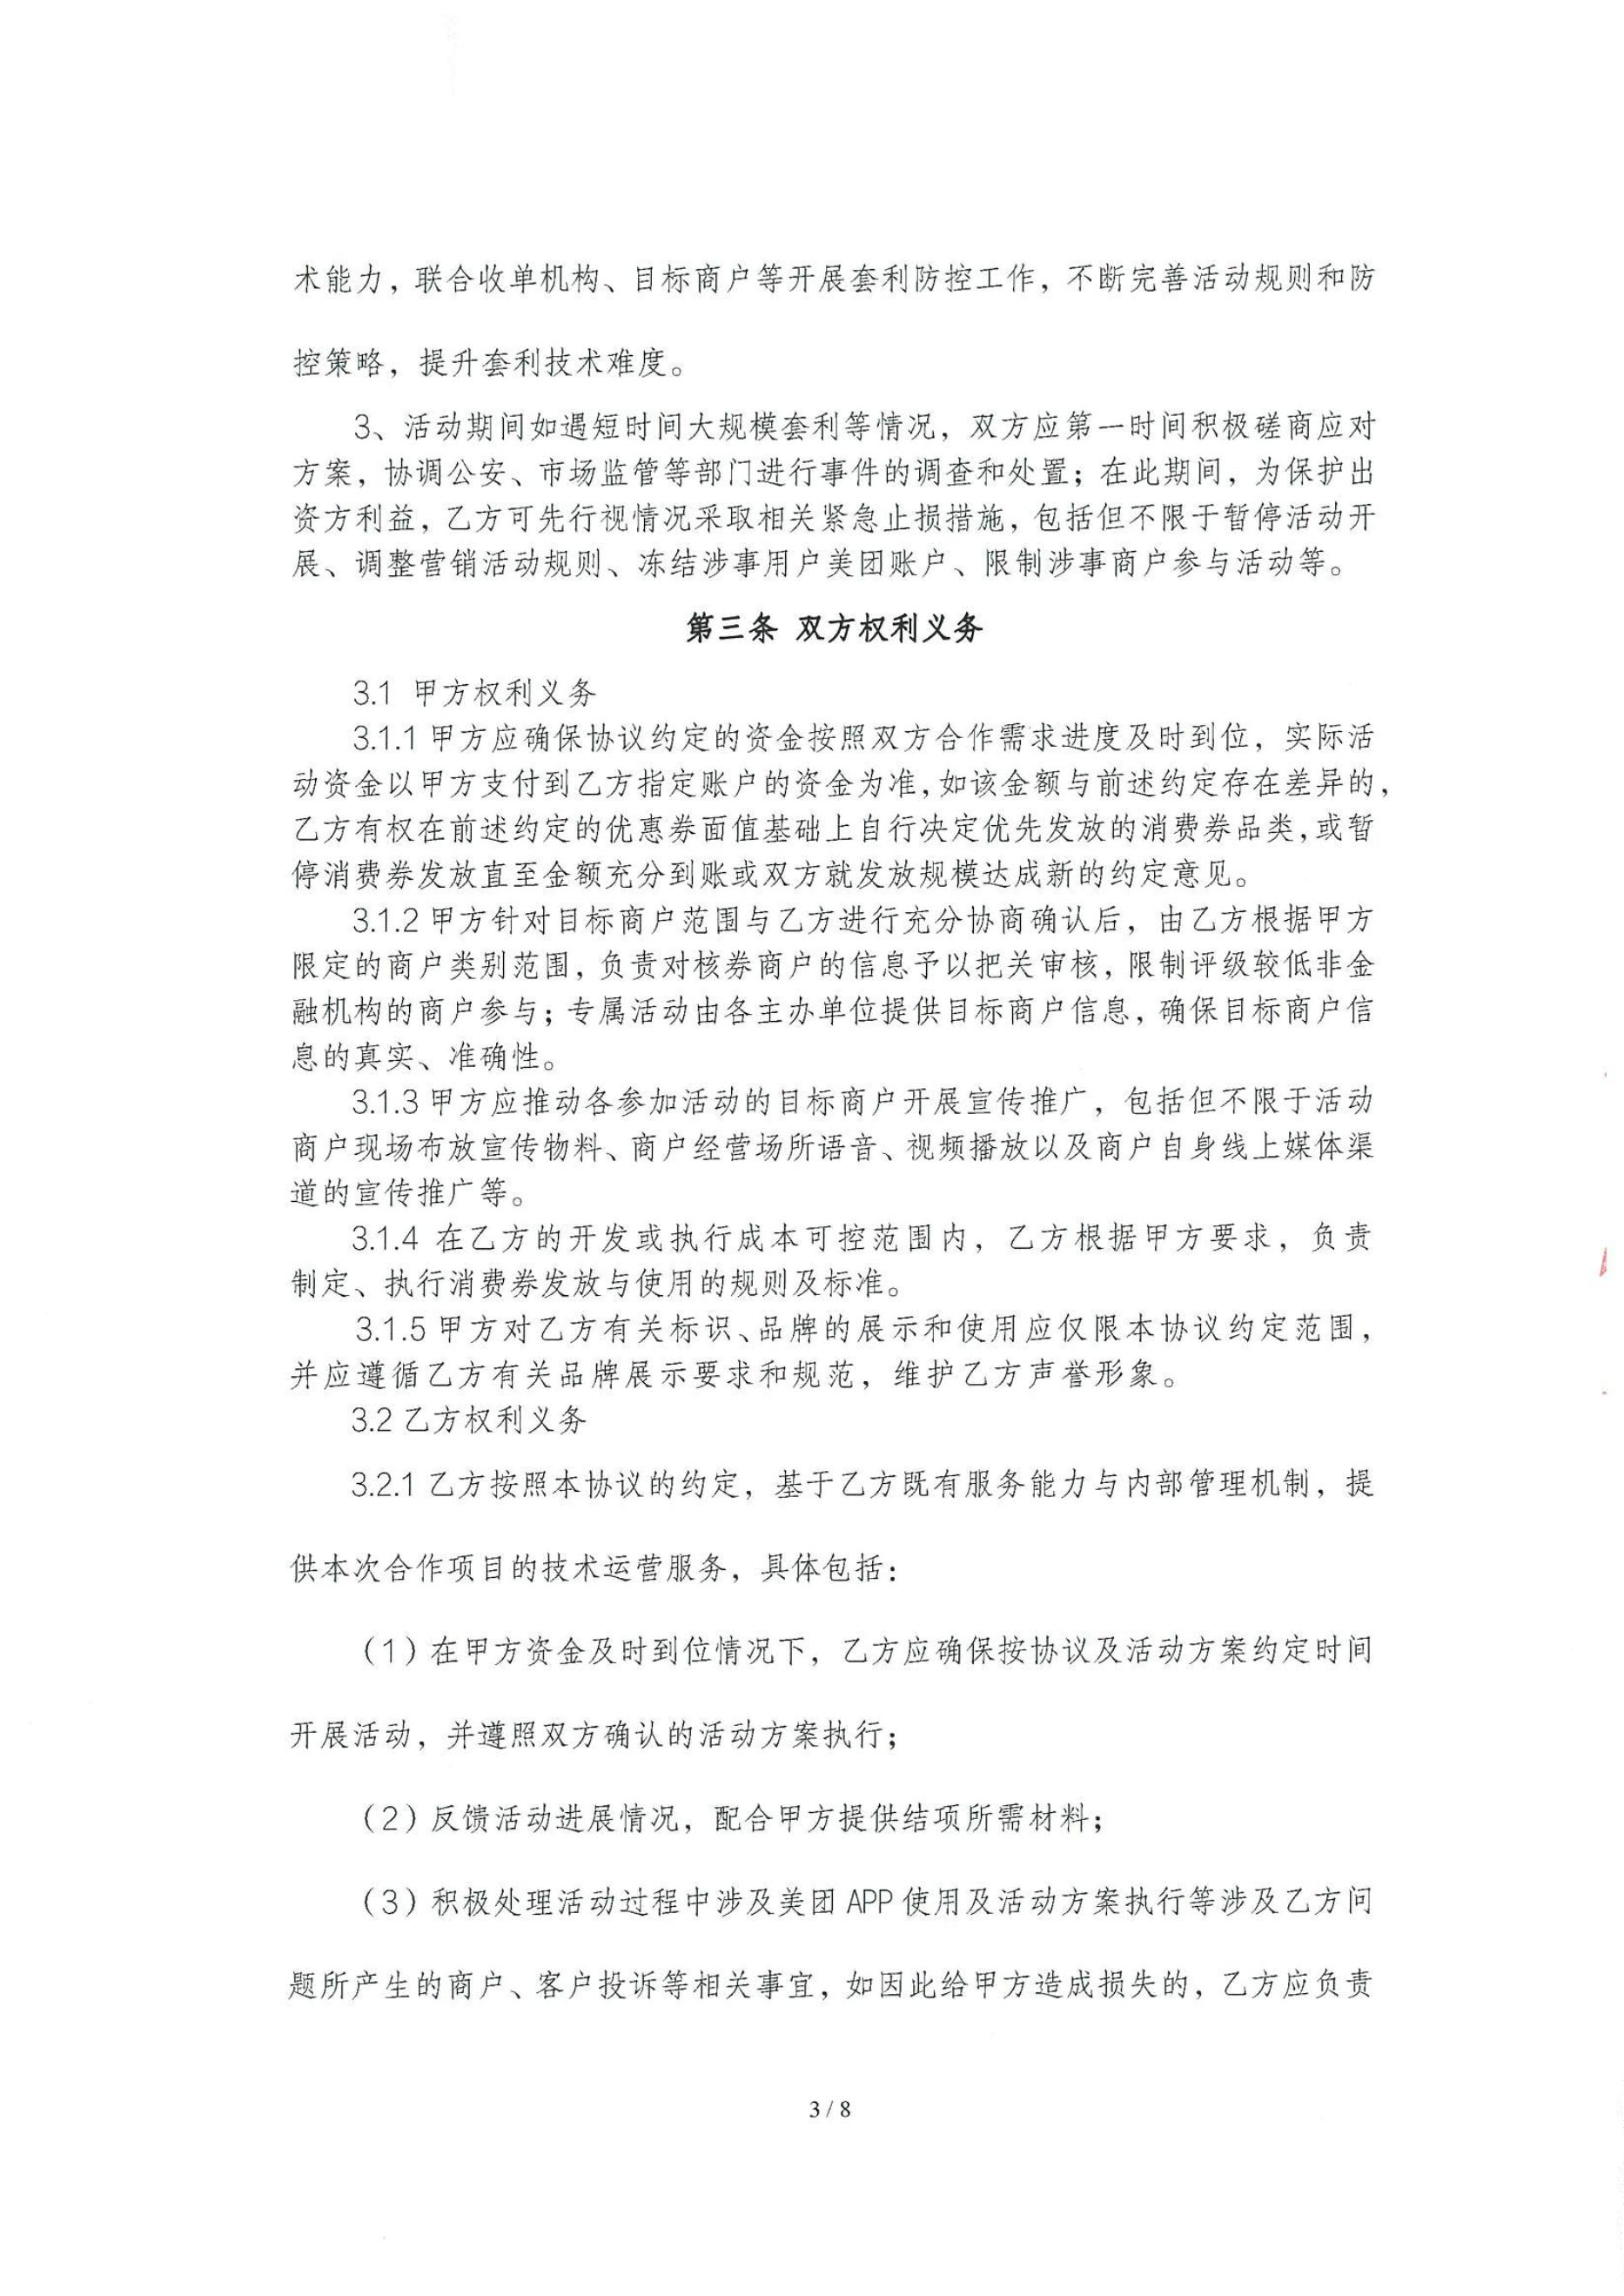 术能力，联合收单机构、目标商户等开展套利防控工作，不断完善活动规则和防
控策略，提升套利技术难度。
3、活动期间如遇短时间大规模套利等情况，双方应第一时间积极磋商应对
方案，协调公安、市场监管等部门进行事件的调查和处置；在此期间，为保护出
资方利益，乙方可先行视情况采取相关紧急止损措施，包括但不限于暂停活动开
展、调整营销活动规则、冻结涉事用户美团账户、限制涉事商户参与活动等。
第三条 双方权利义务
3.1 甲方权利义务
3.1.1 甲方应确保协议约定的资金按照双方合作需求进度及时到位，实际活
动资金以甲方支付到乙方指定账户的资金为准，如该金额与前述约定存在差异的，
乙方有权在前述约定的优惠券面值基础上自行决定优先发放的消费券品类，或暂
停消费券发放直至金额充分到账或双方就发放规模达成新的约定意见。
3.1.2 甲方针对目标商户范围与乙方进行充分协商确认后，由乙方根据甲方
限定的商户类别范围，负责对核券商户的信息予以把关审核，限制评级较低非金
融机构的商户参与；专属活动由各主办单位提供目标商户信息，确保目标商户信
息的真实、准确性。
3.1.3 甲方应推动各参加活动的目标商户开展宣传推广，包括但不限于活动
商户现场布放宣传物料、商户经营场所语音、视频播放以及商户自身线上媒体渠
道的宣传推广等。
3.1.4 在乙方的开发或执行成本可控范围内，乙方根据甲方要求，负责
制定、执行消费券发放与使用的规则及标准。
3.1.5 甲方对乙方有关标识、品牌的展示和使用应仅限本协议约定范围，
并应遵循乙方有关品牌展示要求和规范，维护乙方声誉形象。
3.2 乙方权利义务
3.2.1 乙方按照本协议的约定，基于乙方既有服务能力与内部管理机制，提
供本次合作项目的技术运营服务，具体包括：
（1）在甲方资金及时到位情况下，乙方应确保按协议及活动方案约定时间
开展活动，并遵照双方确认的活动方案执行；
（2）反馈活动进展情况，配合甲方提供结项所需材料；
（3）积极处理活动过程中涉及美团 APP 使用及活动方案执行等涉及乙方问
题所产生的商户、客户投诉等相关事宜，如因此给甲方造成损失的，乙方应负责
3 / 8